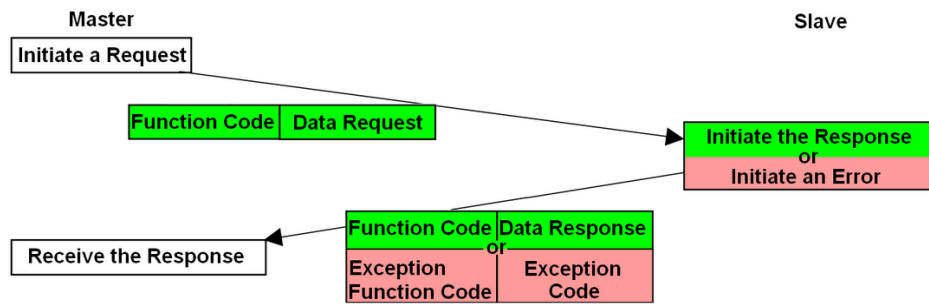 Master
Slave
Initiate a Request
Function Code Data Request
Initiate the Response
or
Initiate an Error
Function Code Data Response
or
Receive the Response
Exception
Function Code
Exception
Code